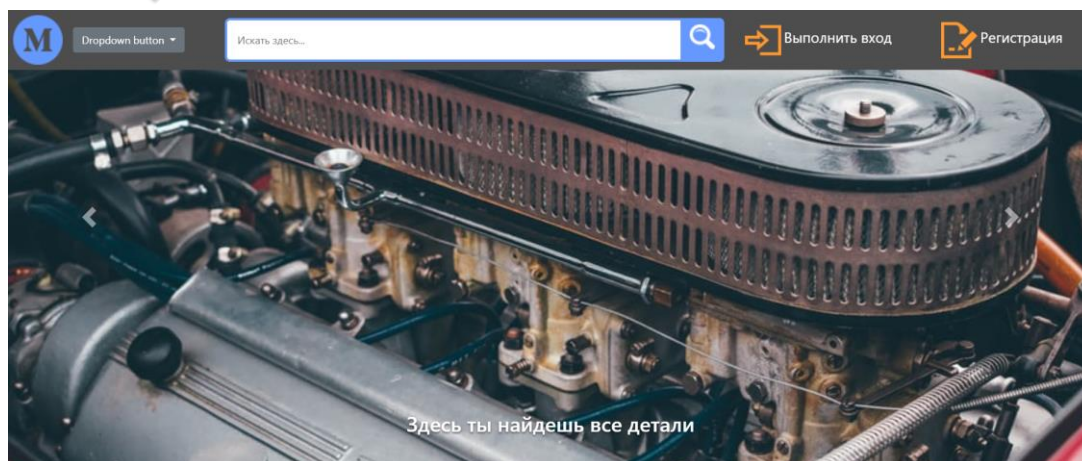 M
Dropdown button
Искать здесь...
Выполнить вход
Регистрация
Здесь ты найдешь все детали